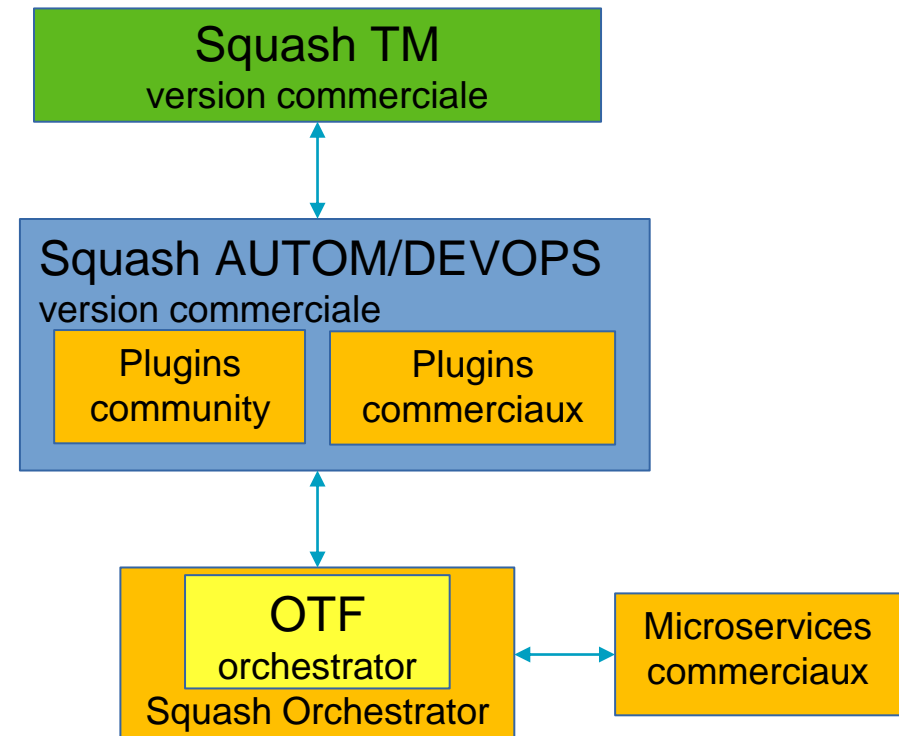 Squash TM
version commerciale
Squash AUTOM/DEVOPS
version commerciale
Plugins
community
Plugins
commerciaux
OTF
orchestrator
Squash Orchestrator
Microservices
commerciaux